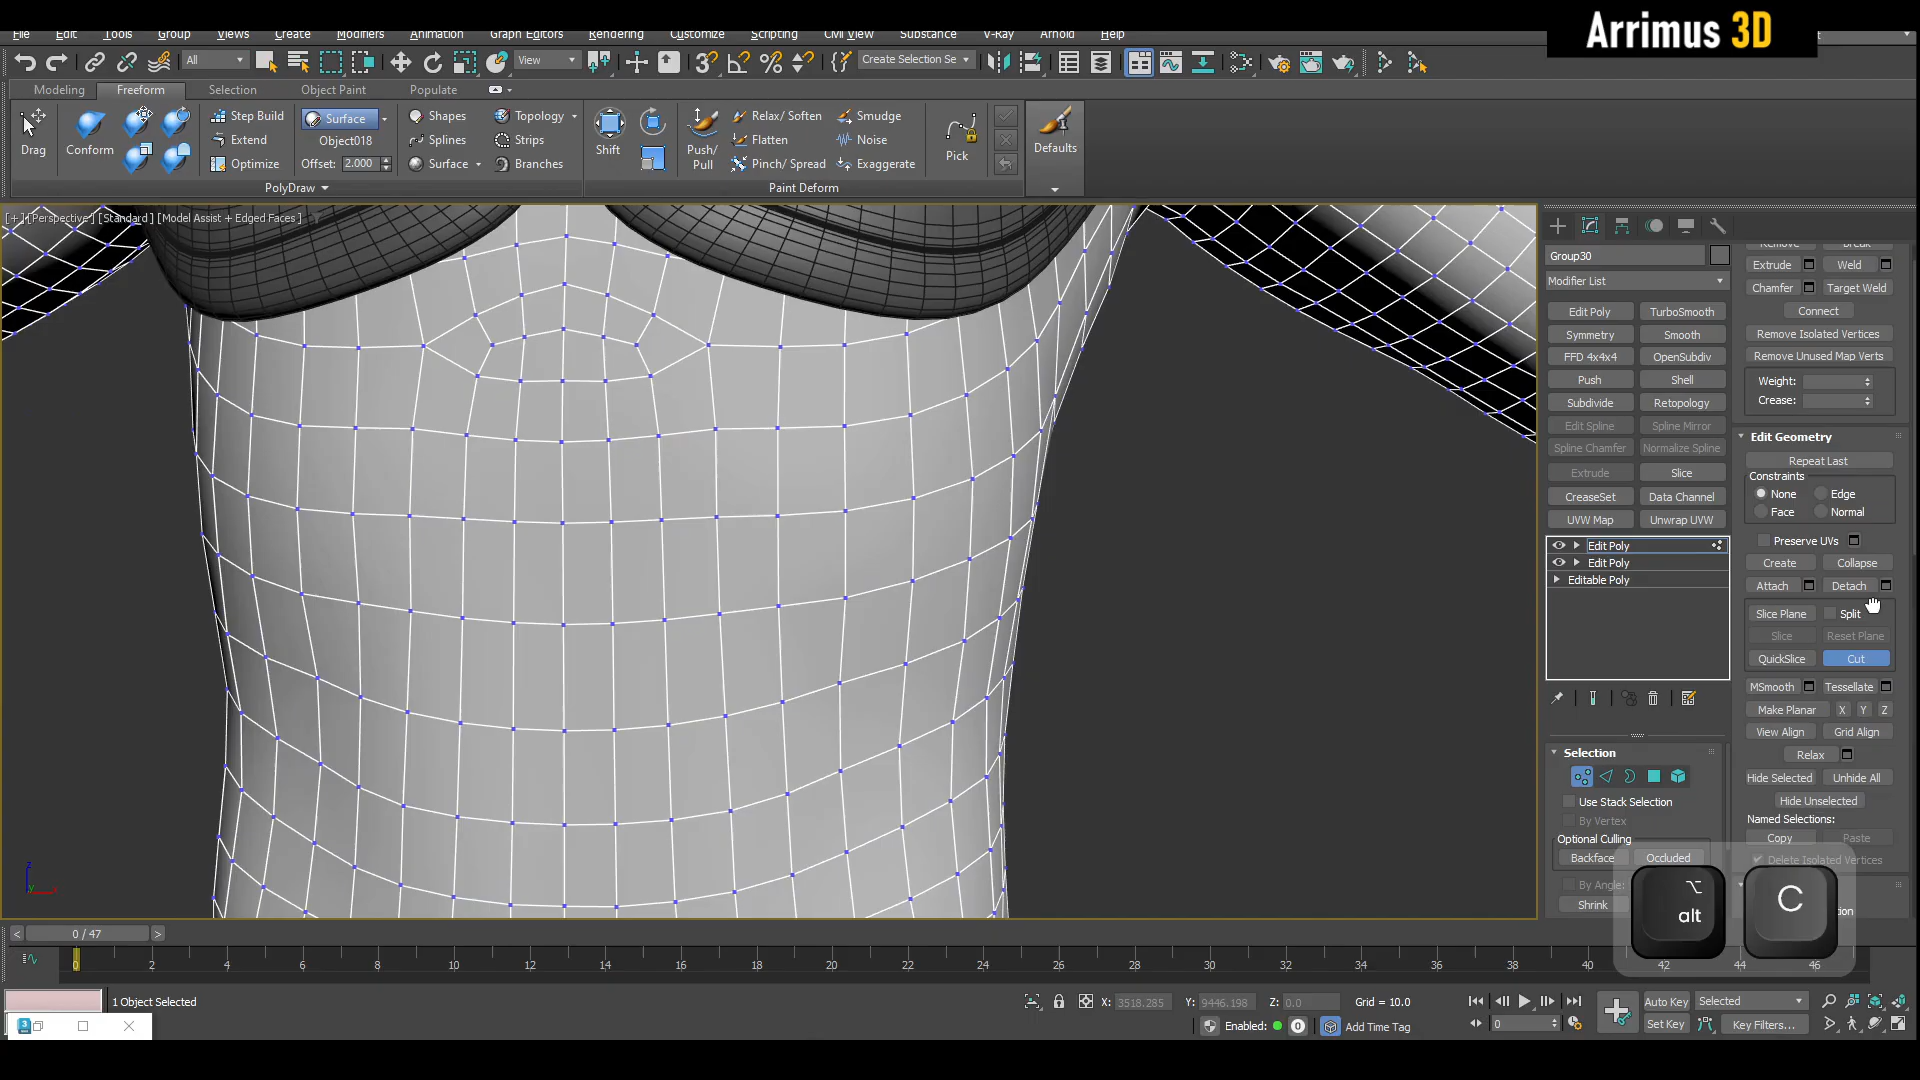 Arrimus 3D
File Edit Tools Group Views Create Modifiers Animation Graph Editors Rendering Customize Scripting Civil View Substance V-Ray Arnold Help
All View Create Selection Se
Modeling Freeform Selection Object Paint Populate
Drag Conform Step Build Surface Shapes Topology Shift Push/ Relax/ Soften Smudge Pick Defaults
Extend Object018 Splines Strips Pull Flatten Noise
Optimize Offset: 2.000 Surface Branches Pinch/ Spread Exaggerate
PolyDraw Paint Deform
[+] [Perspective ] [Standard ] [Model Assist + Edged Faces ]
Group30
Modifier List
Edit Poly TurboSmooth
Symmetry Smooth
FFD 4x4x4 OpenSubdiv
Push Shell
Subdivide Retopology
Edit Spline Spline Mirror
Spline Chamfer Normalize Spline
Extrude Slice
CreaseSet Data Channel
UVW Map Unwrap UVW
Edit Poly
Edit Poly
Editable Poly
Selection
Use Stack Selection
By Vertex
Optional Culling
Backface Occluded
By Angle:
Shrink
Remove Break
Extrude Weld
Chamfer Target Weld
Connect
Remove Isolated Vertices
Remove Unused Map Verts
Weight:
Crease:
Edit Geometry
Repeat Last
Constraints
None Edge
Face Normal
Preserve UVs
Create Collapse
Attach Detach
Slice Plane Split
Slice Reset Plane
QuickSlice Cut
MSmooth Tessellate
Make Planar X Y Z
View Align Grid Align
Relax
Hide Selected Unhide All
Hide Unselected
Named Selections:
Copy Paste
Delete Isolated Vertices
alt C
z x y
< 0 / 47 >
0 2 4 6 8 10 12 14 16 18 20 22 24 26 28 30 32 34 36 38 40 42 44 46
1 Object Selected X: 3518.285 Y: 9446.198 Z: 0.0 Grid = 10.0 Auto Key Selected
Enabled: 0 Add Time Tag 0 Set Key Key Filters...
3